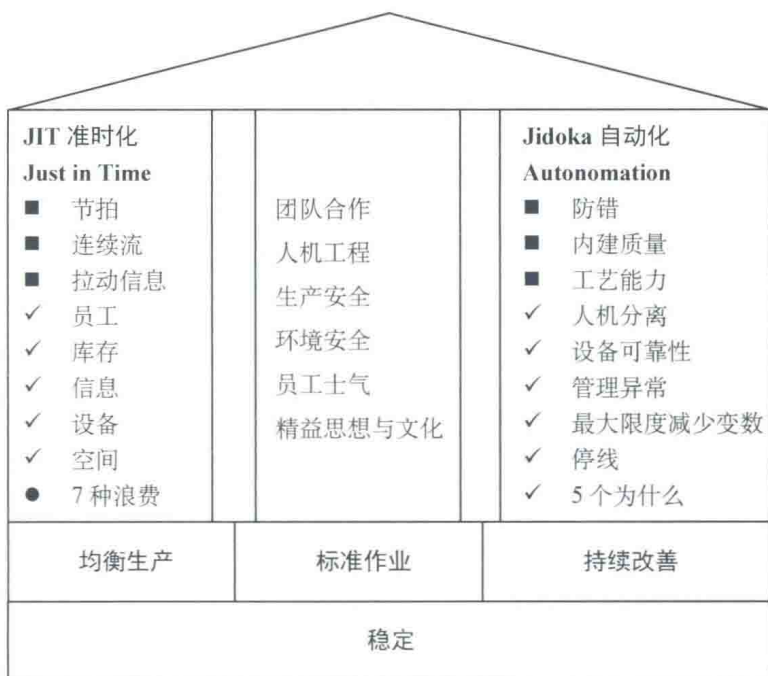 JIT 准时化
Just in Time
■ 节拍
■ 连续流
■ 拉动信息
✓ 员工
✓ 库存
✓ 信息
✓ 设备
✓ 空间
● 7 种浪费
团队合作
人机工程
生产安全
环境安全
员工士气
精益思想与文化
Jidoka 自动化
Autonomation
■ 防错
■ 内建质量
■ 工艺能力
✓ 人机分离
✓ 设备可靠性
✓ 管理异常
✓ 最大限度减少变数
✓ 停线
✓ 5 个为什么
均衡生产
标准作业
持续改善
稳定